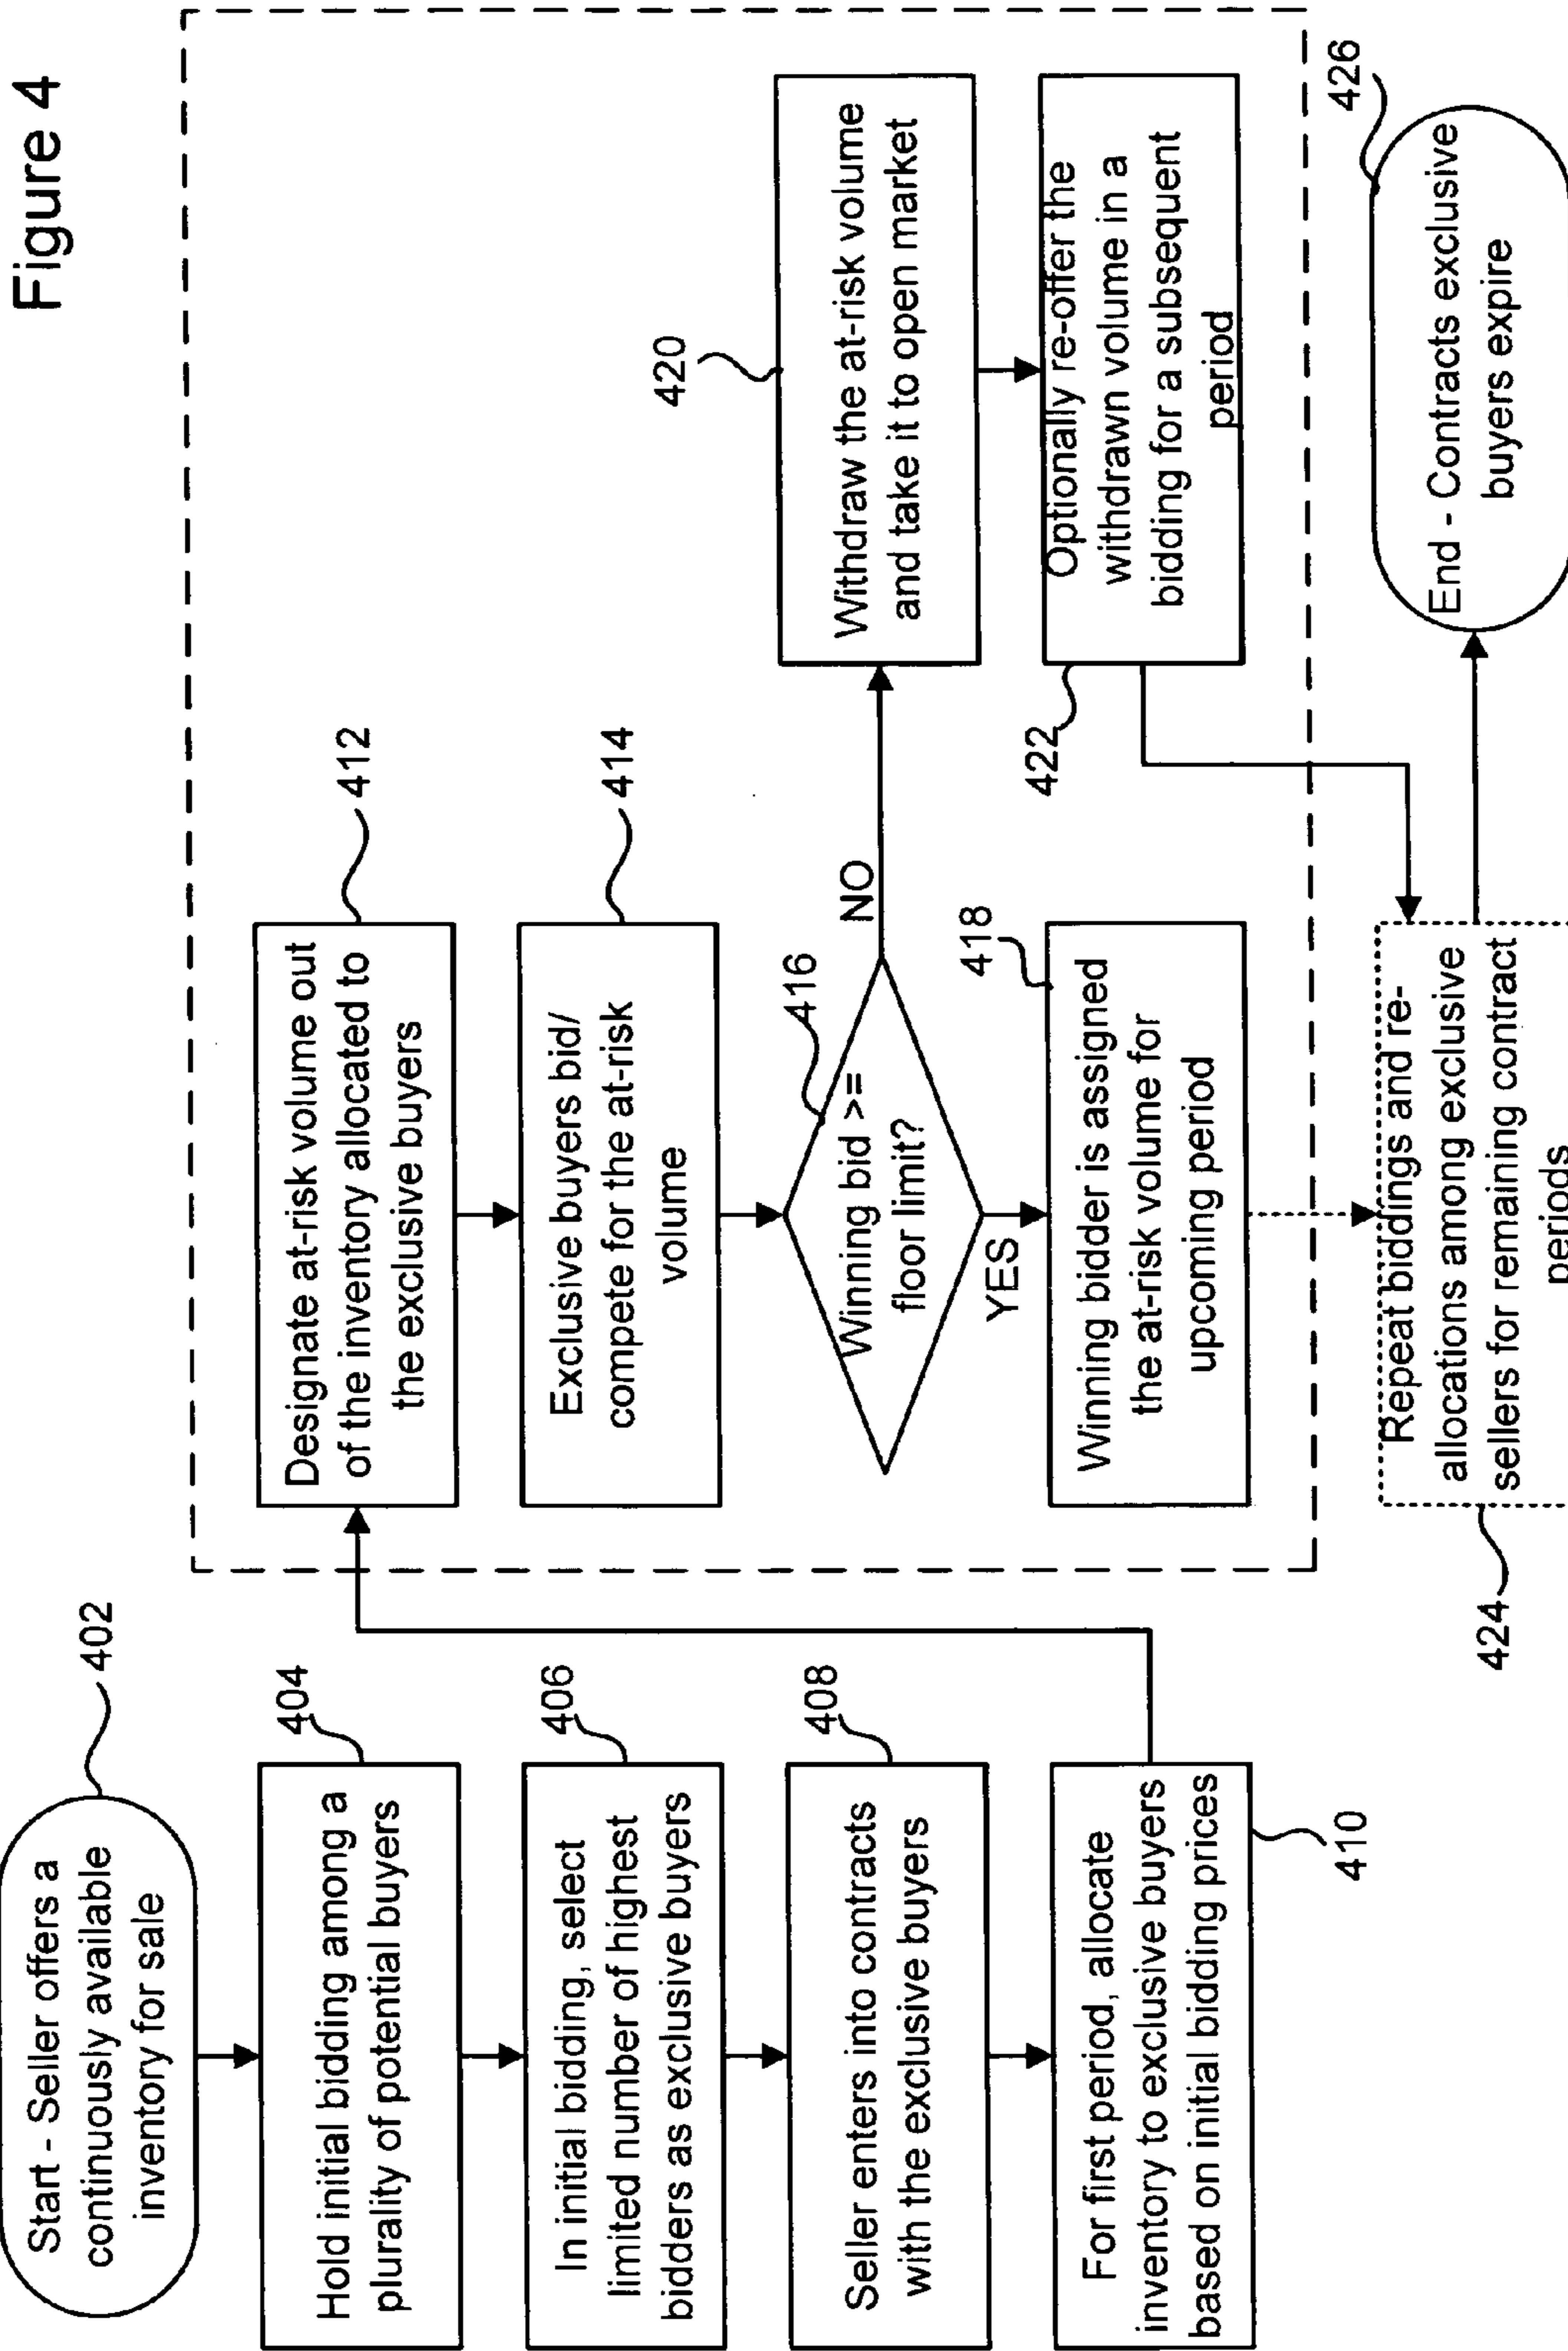 Figure 4
Start - Seller offers a
continuously available
inventory for sale
402
Hold initial bidding among a
plurality of potential buyers
404
In initial bidding, select
limited number of highest
bidders as exclusive buyers
406
Seller enters into contracts
with the exclusive buyers
408
For first period, allocate
inventory to exclusive buyers
based on initial bidding prices
410
Designate at-risk volume out
of the inventory allocated to
the exclusive buyers
412
Exclusive buyers bid/
compete for the at-risk
volume
414
Winning bid >=
floor limit?
416
NO
YES
Winning bidder is assigned
the at-risk volume for
upcoming period
418
Withdraw the at-risk volume
and take it to open market
420
Optionally re-offer the
withdrawn volume in a
bidding for a subsequent
period
422
Repeat biddings and re-
allocations among exclusive
sellers for remaining contract
periods
424
End - Contracts exclusive
buyers expire
426